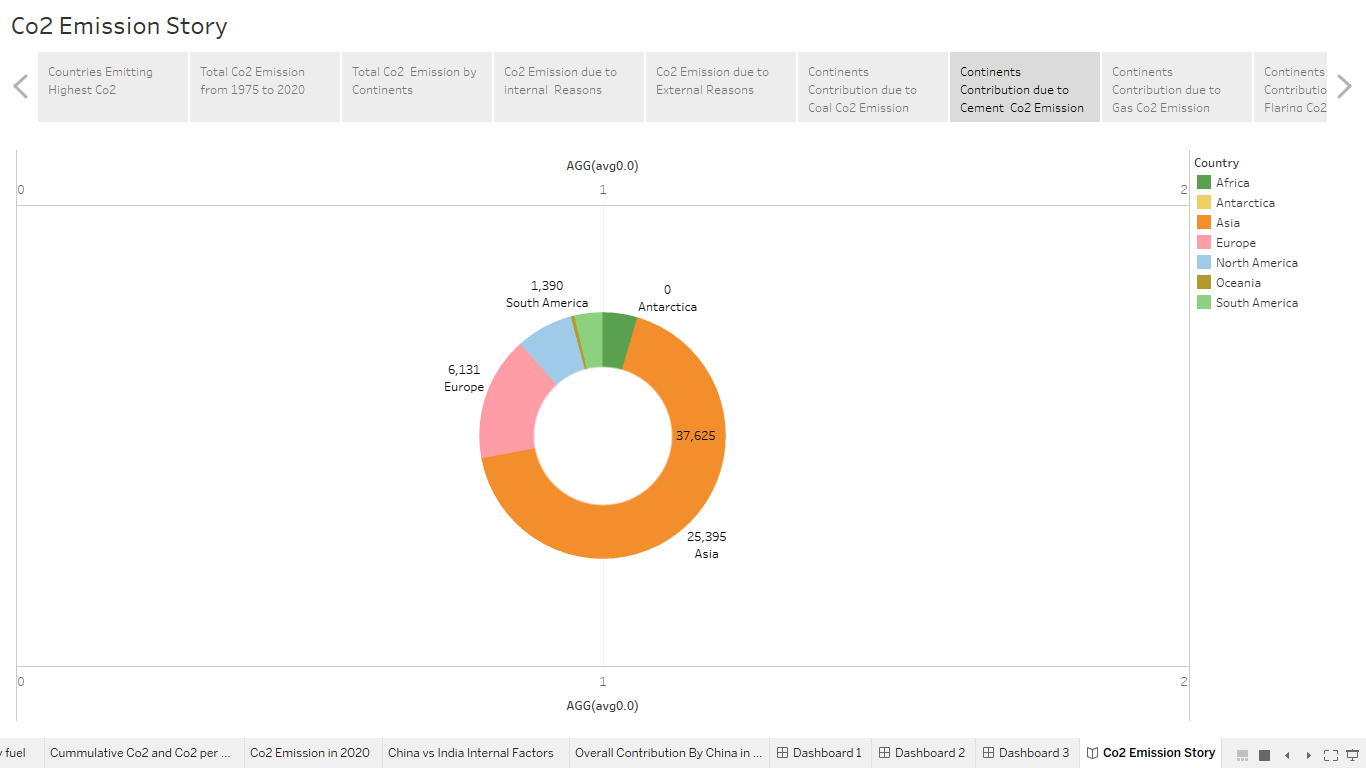 Co2 Emission Story
Countries Emitting
Highest Co2
Total Co2 Emission
from 1975 to 2020
Total Co2 Emission by
Continents
Co2 Emission due to
internal Reasons
Co2 Emission due to
External Reasons
Continents
Contribution due to
Coal Co2 Emission
Continents
Contribution due to
Cement Co2 Emission
Continents
Contribution due to
Gas Co2 Emission
Continents
Contributio
Flaring Co2
AGG(avg0.0)
0 1 2
Country
Africa
Antarctica
Asia
Europe
North America
Oceania
South America
1,390
South America
0
Antarctica
6,131
Europe
37,625
25,395
Asia
0 1 2
AGG(avg0.0)
y fuel Cummulative Co2 and Co2 per ... Co2 Emission in 2020 China vs India Internal Factors Overall Contribution By China in ... Dashboard 1 Dashboard 2 Dashboard 3 Co2 Emission Story